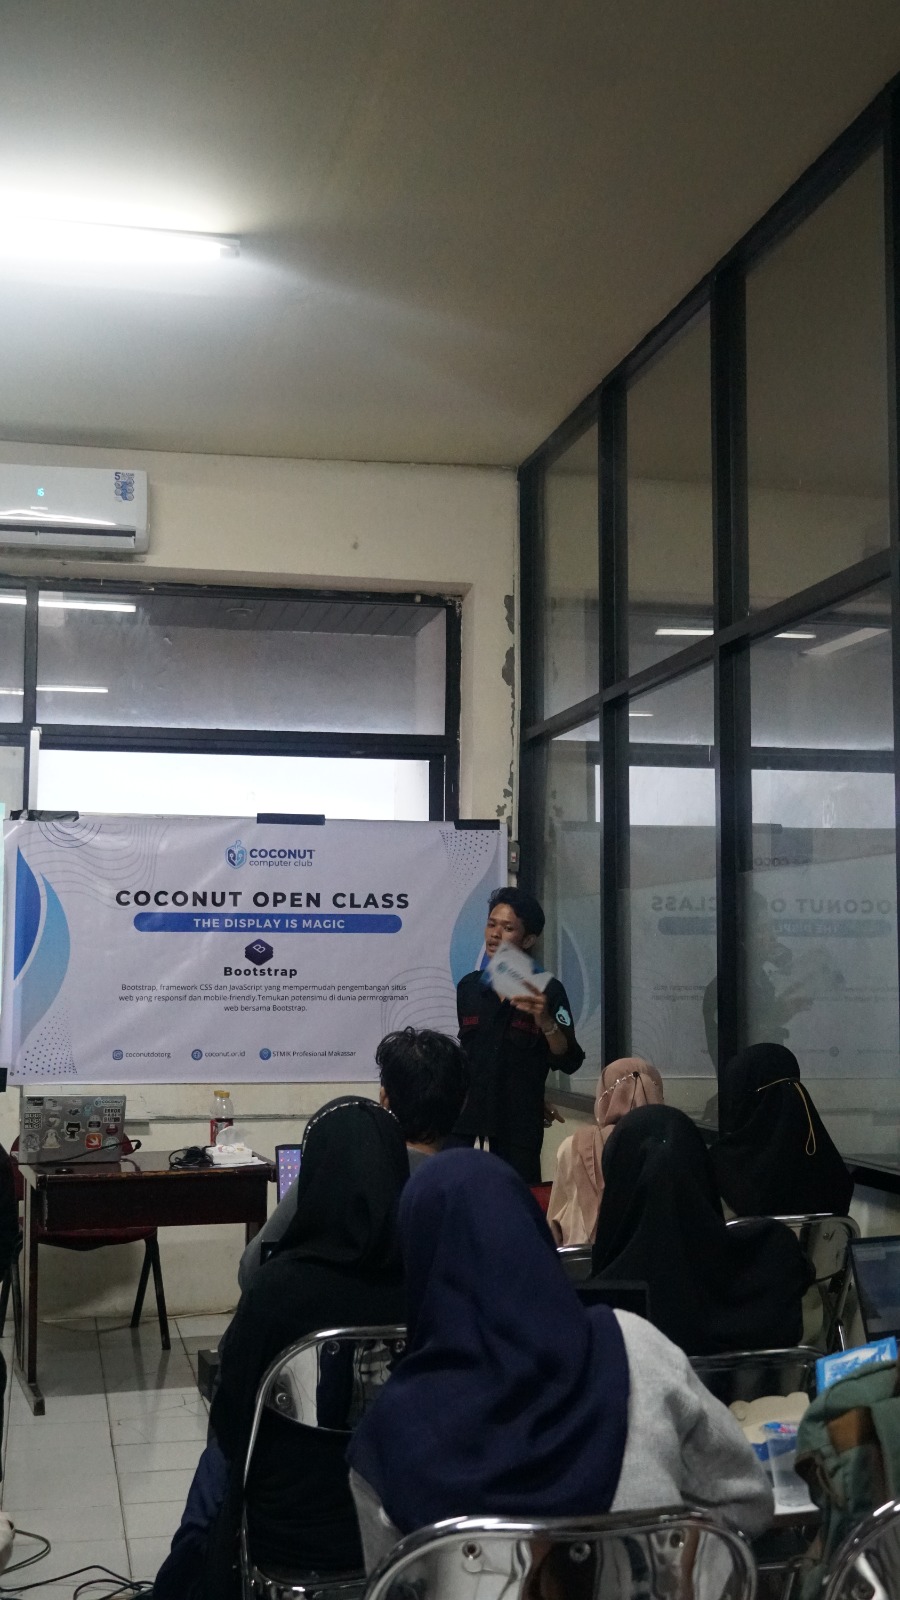 16
COCONUT
computer club
COCONUT OPEN CLASS
THE DISPLAY IS MAGIC
Bootstrap
Bootstrap, framework CSS dan JavaScript yang mempermudah pengembangan situs
web yang responsif dan mobile-friendly.Temukan potensimu di dunia permrograman
web bersama Bootstrap.
coconutdotorg
coconut.or.id
STMIK Profesional Makassar